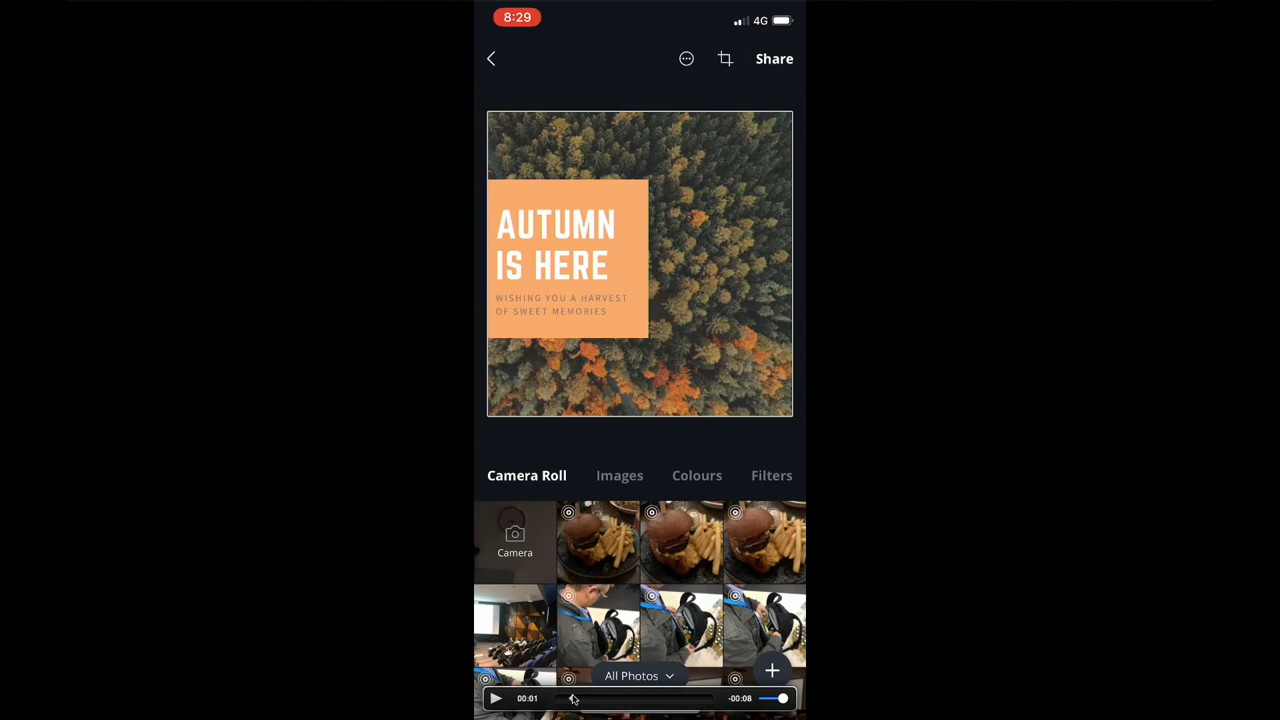 8:29
4G
Share
AUTUMN
IS HERE
WISHING YOU A HARVEST
OF SWEET MEMORIES
Camera Roll Images Colours Filters
Camera
All Photos
00:01 -00:08